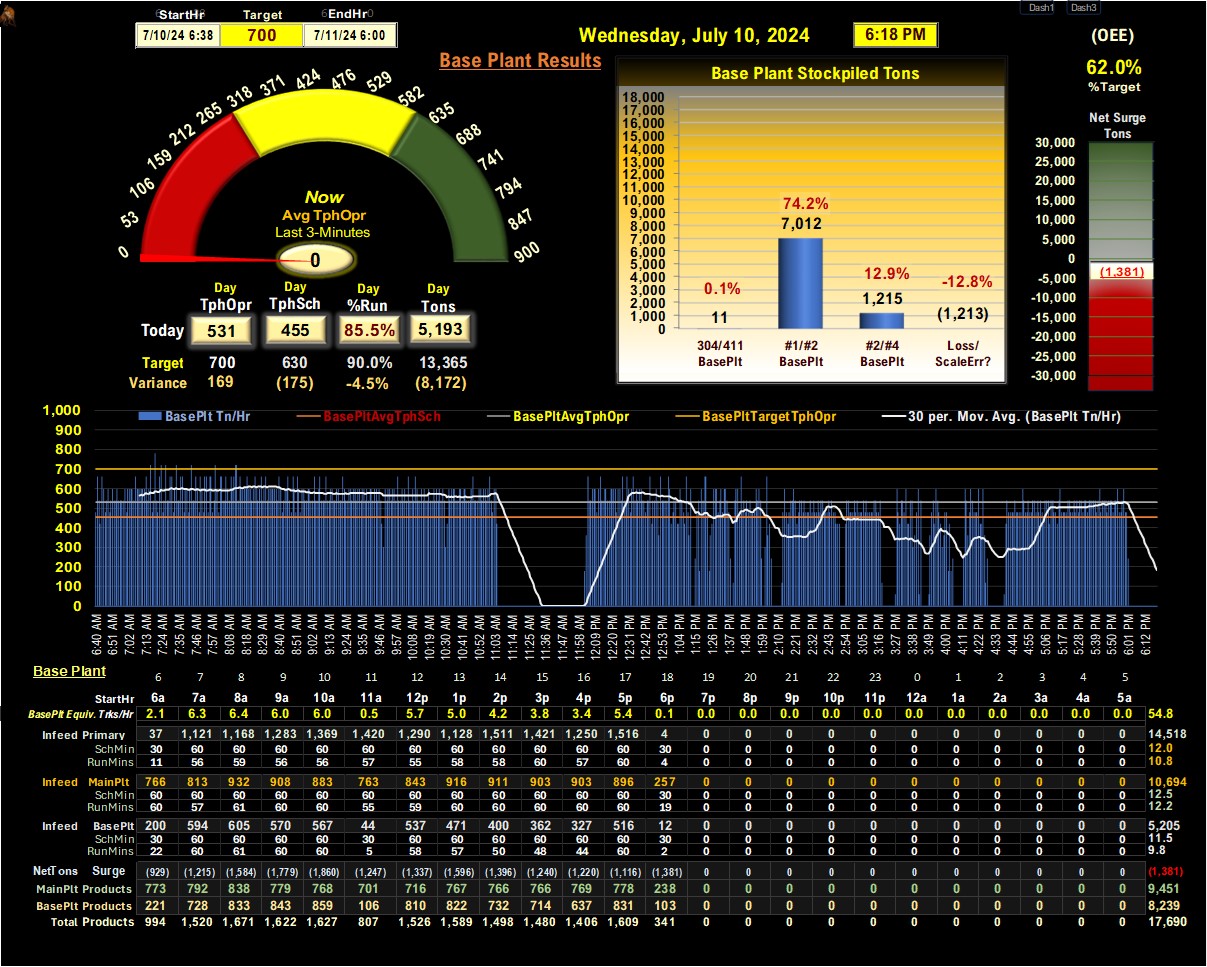 StartHr Target EndHr
7/10/24 6:38 700 7/11/24 6:00
Dash1 Dash3
Wednesday, July 10, 2024 6:18 PM
(OEE)
62.0%
%Target
Base Plant Results
0 53 106 159 212 265 318 371 424 476 529 582 635 688 741 794 847 900
Now
Avg TphOpr
Last 3-Minutes
0
Day Day Day Day
TphOpr TphSch %Run Tons
Today 531 455 85.5% 5,193
Target 700 630 90.0% 13,365
Variance 169 (175) -4.5% (8,172)
Base Plant Stockpiled Tons
18,000
17,000
16,000
15,000
14,000
13,000
12,000
11,000
10,000
9,000
8,000
7,000
6,000
5,000
4,000
3,000
2,000
1,000
0
0.1% 74.2% 12.9% -12.8%
11 7,012 1,215 (1,213)
304/411 #1/#2 #2/#4 Loss/
BasePlt BasePlt BasePlt ScaleErr?
Net Surge
Tons
30,000
25,000
20,000
15,000
10,000
5,000
0
-5,000
-10,000
-15,000
-20,000
-25,000
-30,000
(1,381)
BasePlt Tn/Hr BasePltAvgTphSch BasePltAvgTphOpr BasePltTargetTphOpr 30 per. Mov. Avg. (BasePlt Tn/Hr)
1,000
900
800
700
600
500
400
300
200
100
0
6:40 AM 6:51 AM 7:02 AM 7:13 AM 7:24 AM 7:35 AM 7:46 AM 7:57 AM 8:08 AM 8:18 AM 8:29 AM 8:40 AM 8:51 AM 9:02 AM 9:13 AM 9:24 AM 9:35 AM 9:46 AM 9:57 AM 10:08 AM 10:19 AM 10:30 AM 10:41 AM 10:52 AM 11:03 AM 11:14 AM 11:25 AM 11:36 AM 11:47 AM 11:58 AM 12:09 PM 12:20 PM 12:31 PM 12:42 PM 12:53 PM 1:04 PM 1:15 PM 1:26 PM 1:37 PM 1:48 PM 1:59 PM 2:10 PM 2:21 PM 2:32 PM 2:43 PM 2:54 PM 3:05 PM 3:16 PM 3:27 PM 3:38 PM 3:49 PM 4:00 PM 4:11 PM 4:22 PM 4:33 PM 4:44 PM 4:55 PM 5:06 PM 5:17 PM 5:28 PM 5:39 PM 5:50 PM 6:01 PM 6:12 PM
Base Plant 6 7 8 9 10 11 12 13 14 15 16 17 18 19 20 21 22 23 0 1 2 3 4 5
StartHr 6a 7a 8a 9a 10a 11a 12p 1p 2p 3p 4p 5p 6p 7p 8p 9p 10p 11p 12a 1a 2a 3a 4a 5a
BasePlt Equiv. Trks/Hr 2.1 6.3 6.4 6.0 6.0 0.5 5.7 5.0 4.2 3.8 3.4 5.4 0.1 0.0 0.0 0.0 0.0 0.0 0.0 0.0 0.0 0.0 0.0 0.0 54.8
Infeed Primary 37 1,121 1,168 1,283 1,369 1,420 1,290 1,128 1,511 1,421 1,250 1,516 4 0 0 0 0 0 0 0 0 0 0 0 14,518
SchMin 30 60 60 60 60 60 60 60 60 60 60 60 30 0 0 0 0 0 0 0 0 0 0 0 12.0
RunMins 11 56 59 56 56 57 55 58 58 60 57 60 4 0 0 0 0 0 0 0 0 0 0 0 10.8
Infeed MainPlt 766 813 932 908 883 763 843 916 911 903 903 896 257 0 0 0 0 0 0 0 0 0 0 0 10,694
SchMin 60 60 60 60 60 60 60 60 60 60 60 60 30 0 0 0 0 0 0 0 0 0 0 0 12.5
RunMins 60 57 61 60 60 55 59 60 60 60 60 60 19 0 0 0 0 0 0 0 0 0 0 0 12.2
Infeed BasePlt 200 594 605 570 567 44 537 471 400 362 327 516 12 0 0 0 0 0 0 0 0 0 0 0 5,205
SchMin 30 60 60 60 60 30 60 60 60 60 60 60 30 0 0 0 0 0 0 0 0 0 0 0 11.5
RunMins 22 60 61 60 60 5 58 57 50 48 44 60 2 0 0 0 0 0 0 0 0 0 0 0 9.8
NetTons Surge (929) (1,215) (1,584) (1,779) (1,860) (1,247) (1,337) (1,596) (1,396) (1,240) (1,220) (1,116) (1,381) 0 0 0 0 0 0 0 0 0 0 0 (1,381)
MainPlt Products 773 792 838 779 768 701 716 767 766 766 769 778 238 0 0 0 0 0 0 0 0 0 0 0 9,451
BasePlt Products 221 728 833 843 859 106 810 822 732 714 637 831 103 0 0 0 0 0 0 0 0 0 0 0 8,239
Total Products 994 1,520 1,671 1,622 1,627 807 1,526 1,589 1,498 1,480 1,406 1,609 341 0 0 0 0 0 0 0 0 0 0 0 17,690